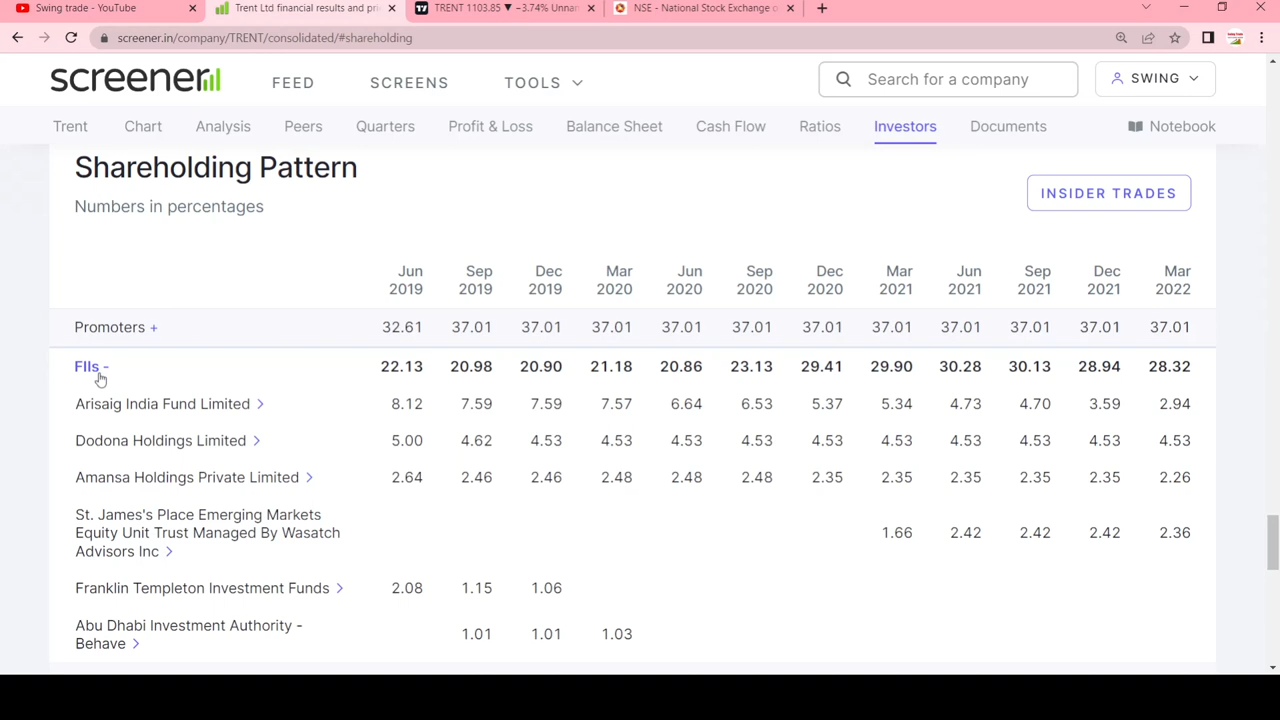 Swing trade - YouTube
Trent Ltd financial results and pri
TRENT 1103.85 ▼ −3.74% Unnan
NSE - National Stock Exchange o
screener.in/company/TRENT/consolidated/#shareholding
screener
FEED
SCREENS
TOOLS
Search for a company
SWING
Trent
Chart
Analysis
Peers
Quarters
Profit & Loss
Balance Sheet
Cash Flow
Ratios
Investors
Documents
Notebook
Shareholding Pattern
Numbers in percentages
INSIDER TRADES
Jun Sep Dec Mar Jun Sep Dec Mar Jun Sep Dec Mar
2019 2019 2019 2020 2020 2020 2020 2021 2021 2021 2021 2022
Promoters + 32.61 37.01 37.01 37.01 37.01 37.01 37.01 37.01 37.01 37.01 37.01 37.01
FIIs - 22.13 20.98 20.90 21.18 20.86 23.13 29.41 29.90 30.28 30.13 28.94 28.32
Arisaig India Fund Limited 8.12 7.59 7.59 7.57 6.64 6.53 5.37 5.34 4.73 4.70 3.59 2.94
Dodona Holdings Limited 5.00 4.62 4.53 4.53 4.53 4.53 4.53 4.53 4.53 4.53 4.53 4.53
Amansa Holdings Private Limited 2.64 2.46 2.46 2.48 2.48 2.48 2.35 2.35 2.35 2.35 2.35 2.26
St. James's Place Emerging Markets
Equity Unit Trust Managed By Wasatch 1.66 2.42 2.42 2.42 2.36
Advisors Inc
Franklin Templeton Investment Funds 2.08 1.15 1.06
Abu Dhabi Investment Authority - 1.01 1.01 1.03
Behave